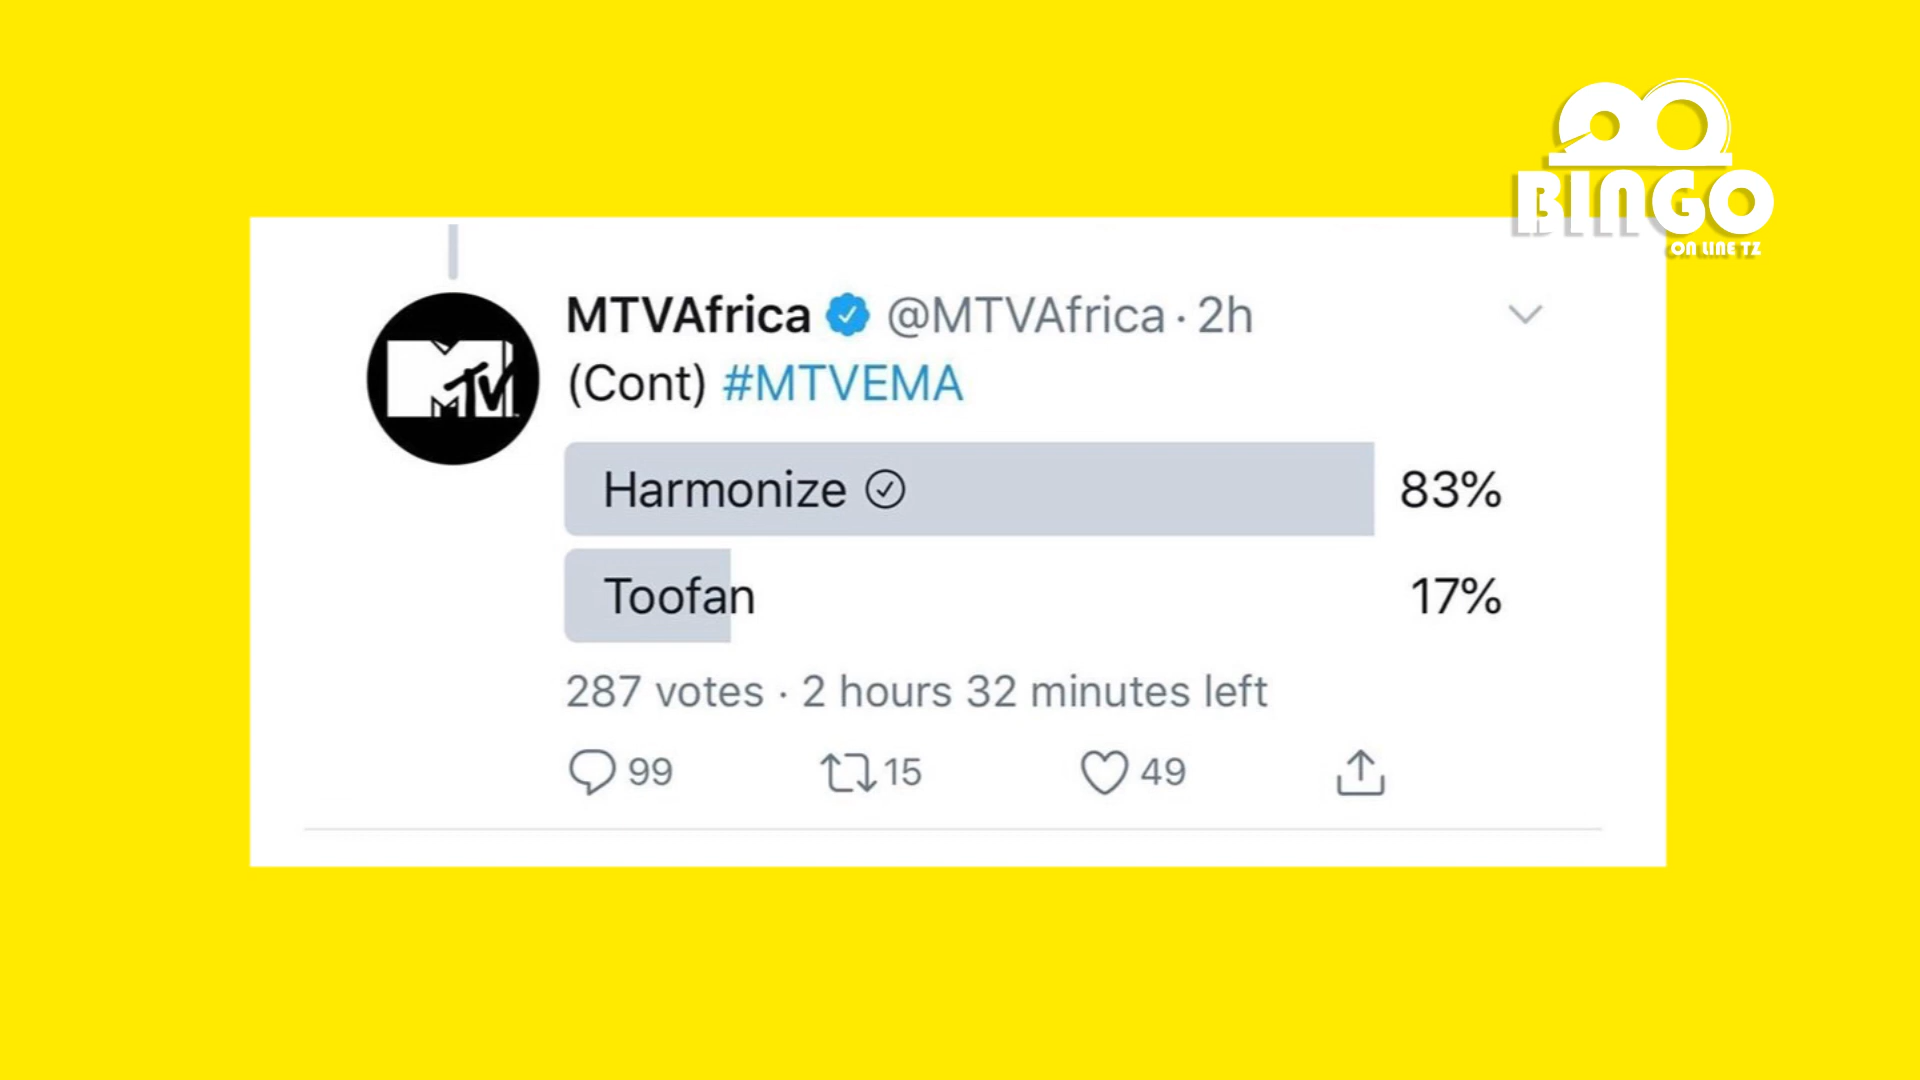 BINGO
ON LINE TZ
MTVAfrica @MTVAfrica · 2h
MTV
(Cont) #MTVEMA
Harmonize 83%
Toofan 17%
287 votes · 2 hours 32 minutes left
99 15 49